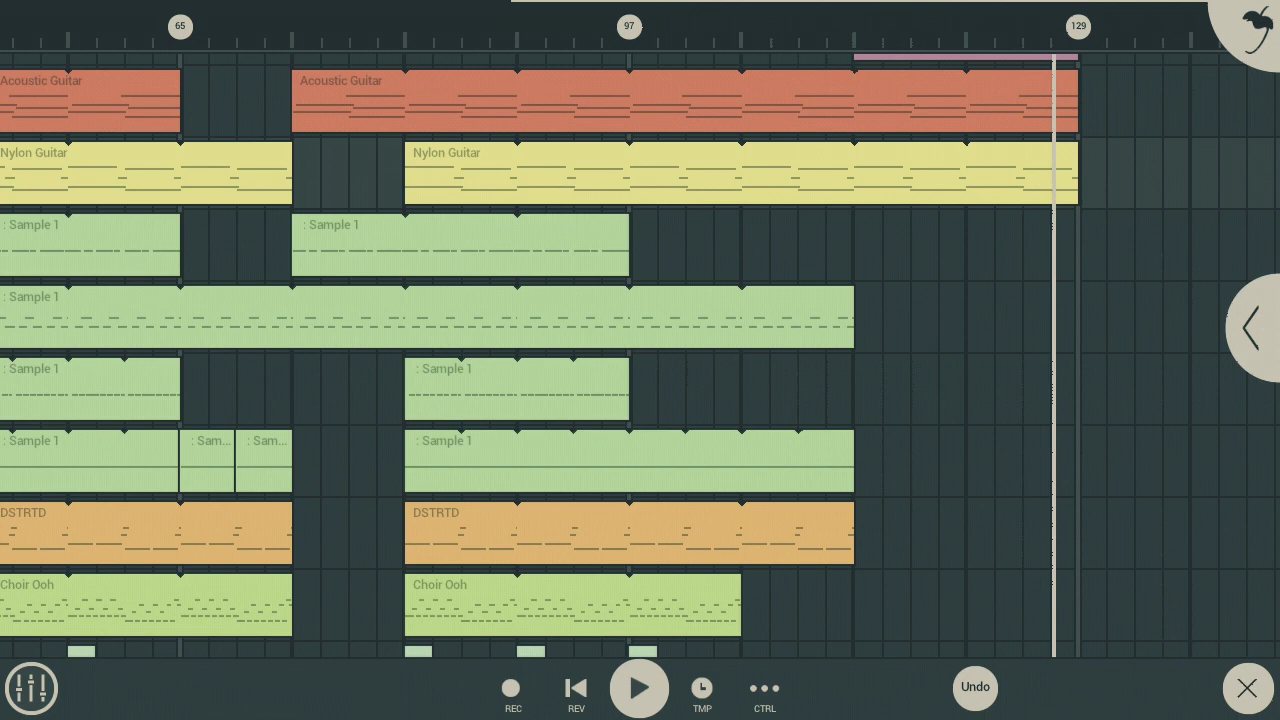 65
97
129
Acoustic Guitar
Acoustic Guitar
Nylon Guitar
Nylon Guitar
: Sample 1
: Sample 1
: Sample 1
: Sample 1
: Sample 1
: Sample 1
: Sam...
: Sam...
: Sample 1
DSTRTD
DSTRTD
Choir Ooh
Choir Ooh
REC
REV
TMP
CTRL
Undo